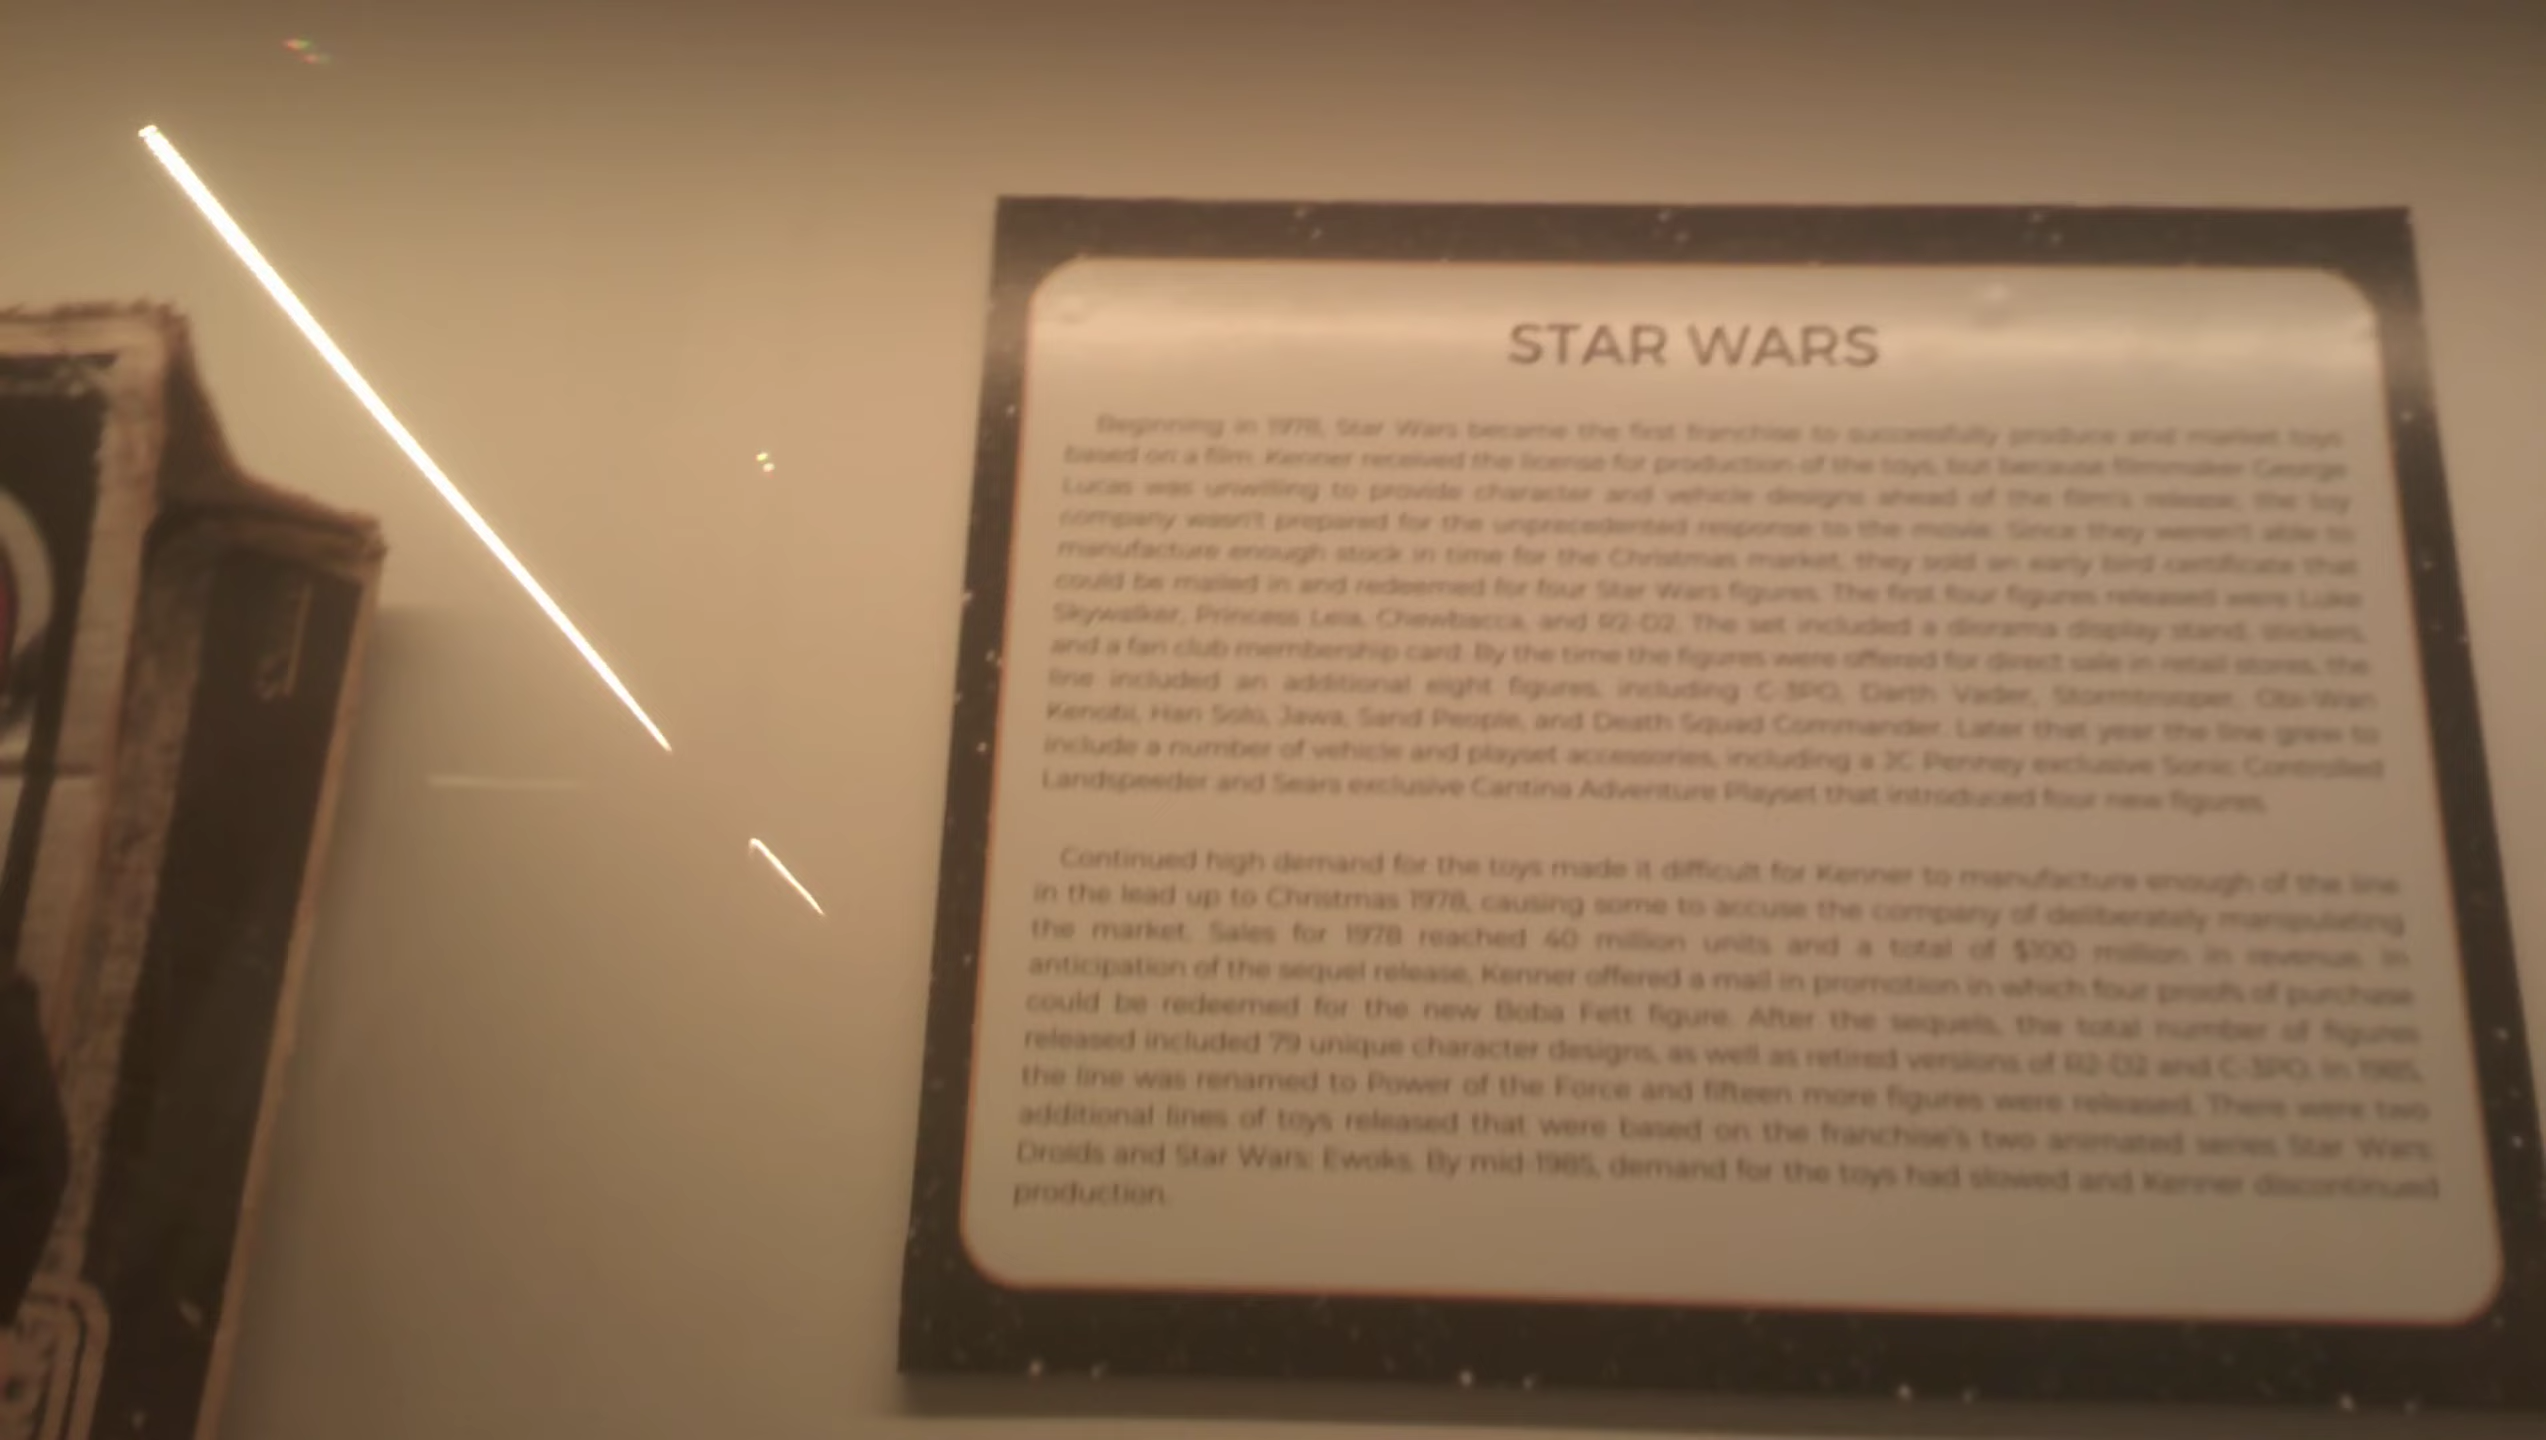 STAR WARS
Beginning in 1978, Star Wars became the first franchise to successfully produce and market toys
based on a film. Kenner received the license for production of the toys, but because filmmaker George
Lucas was unwilling to provide character and vehicle designs ahead of the film's release, the toy
company wasn't prepared for the unprecedented response to the movie. Since they weren't able to
manufacture enough stock in time for the Christmas market, they sold an early bird certificate that
could be mailed in and redeemed for four Star Wars figures. The first four figures released were Luke
Skywalker, Princess Leia, Chewbacca, and R2-D2. The set included a diorama display stand, stickers,
and a fan club membership card. By the time the figures were offered for direct sale in retail stores, the
line included an additional eight figures, including C-3PO, Darth Vader, Stormtrooper, Obi-Wan
Kenobi, Han Solo, Jawa, Sand People, and Death Squad Commander. Later that year the line grew to
include a number of vehicle and playset accessories, including a JC Penney exclusive Sonic Controlled
Landspeeder and Sears exclusive Cantina Adventure Playset that introduced four new figures.
Continued high demand for the toys made it difficult for Kenner to manufacture enough of the line
in the lead up to Christmas 1978, causing some to accuse the company of deliberately manipulating
the market. Sales for 1978 reached 40 million units and a total of $100 million in revenue. In
anticipation of the sequel release, Kenner offered a mail in promotion in which four proofs of purchase
could be redeemed for the new Boba Fett figure. After the sequels, the total number of figures
released included 79 unique character designs, as well as retired versions of R2-D2 and C-3PO. In 1985,
the line was renamed to Power of the Force and fifteen more figures were released. There were two
additional lines of toys released that were based on the franchise's two animated series Star Wars:
Droids and Star Wars: Ewoks. By mid-1985, demand for the toys had slowed and Kenner discontinued
production.